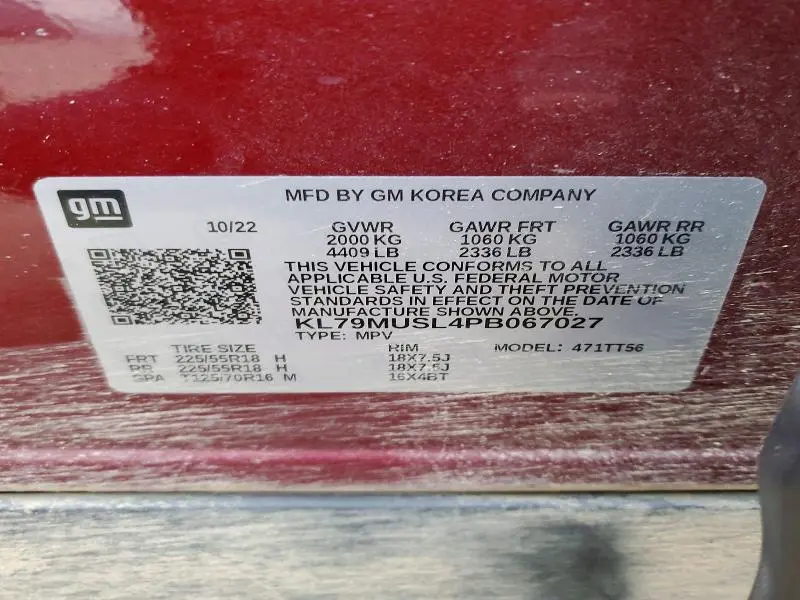 gm
MFD BY GM KOREA COMPANY
10/22 GVWR GAWR FRT GAWR RR
2000 KG 1060 KG 1060 KG
4409 LB 2336 LB 2336 LB
THIS VEHICLE CONFORMS TO ALL
APPLICABLE U.S. FEDERAL MOTOR
VEHICLE SAFETY AND THEFT PREVENTION
STANDARDS IN EFFECT ON THE DATE OF
MANUFACTURE SHOWN ABOVE.
KL79MUSL4PB067027
TYPE: MPV
TIRE SIZE RIM MODEL: 471TT56
FRT 225/55R18 H 18X7.5J
RR 225/55R18 H 18X7.5J
SPA T125/70R16 M 16X4BT